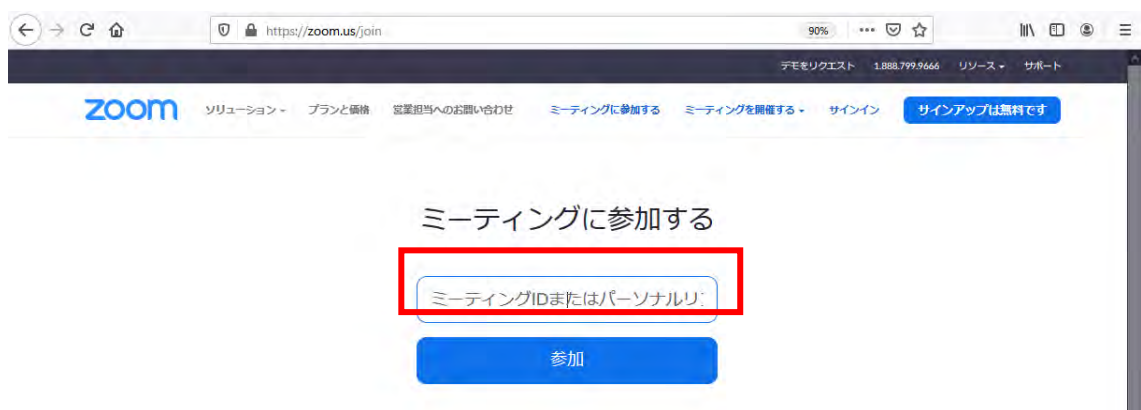 https://zoom.us/join 90%
デモをリクエスト 1.888.799.9666 リソース サポート
zoom ソリューション プランと価格 営業担当へのお問い合わせ ミーティングに参加する ミーティングを開催する サインイン サインアップは無料です
ミーティングに参加する
ミーティングIDまたはパーソナルリ
参加